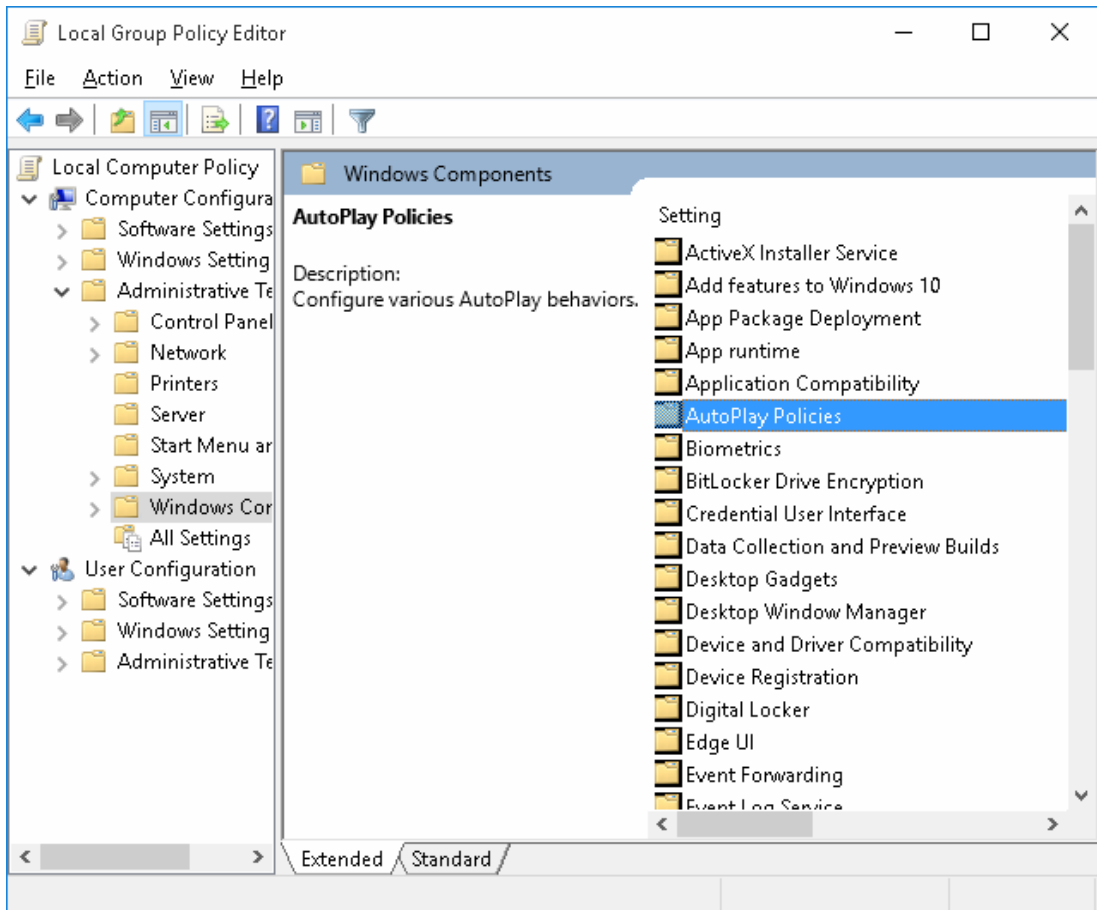 Local Group Policy Editor
File Action View Help
Local Computer Policy
Computer Configura
Software Settings
Windows Setting
Administrative Te
Control Panel
Network
Printers
Server
Start Menu ar
System
Windows Cor
All Settings
User Configuration
Software Settings
Windows Setting
Administrative Te
Windows Components
AutoPlay Policies
Description:
Configure various AutoPlay behaviors.
Setting
ActiveX Installer Service
Add features to Windows 10
App Package Deployment
App runtime
Application Compatibility
AutoPlay Policies
Biometrics
BitLocker Drive Encryption
Credential User Interface
Data Collection and Preview Builds
Desktop Gadgets
Desktop Window Manager
Device and Driver Compatibility
Device Registration
Digital Locker
Edge UI
Event Forwarding
Event Log Service
Extended Standard